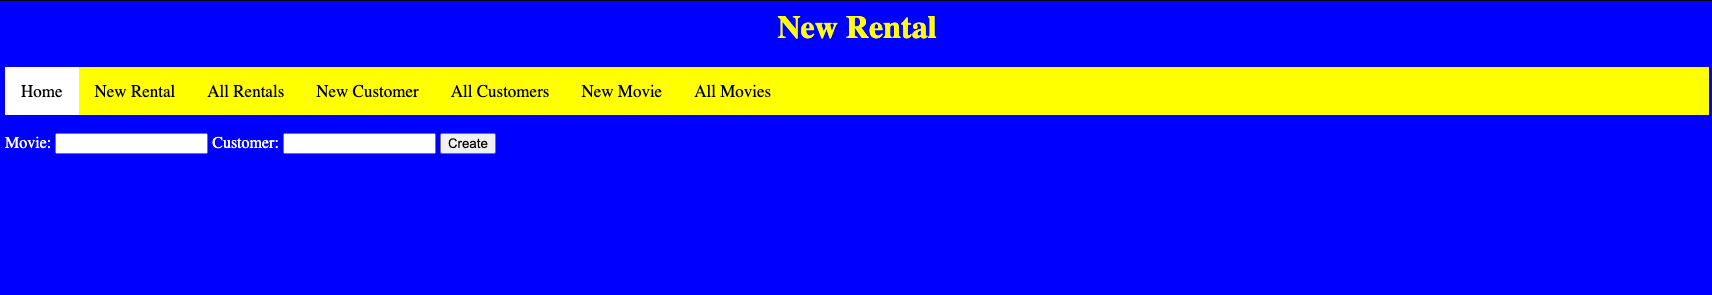 New Rental
Home New Rental All Rentals New Customer All Customers New Movie All Movies
Movie: Customer: Create